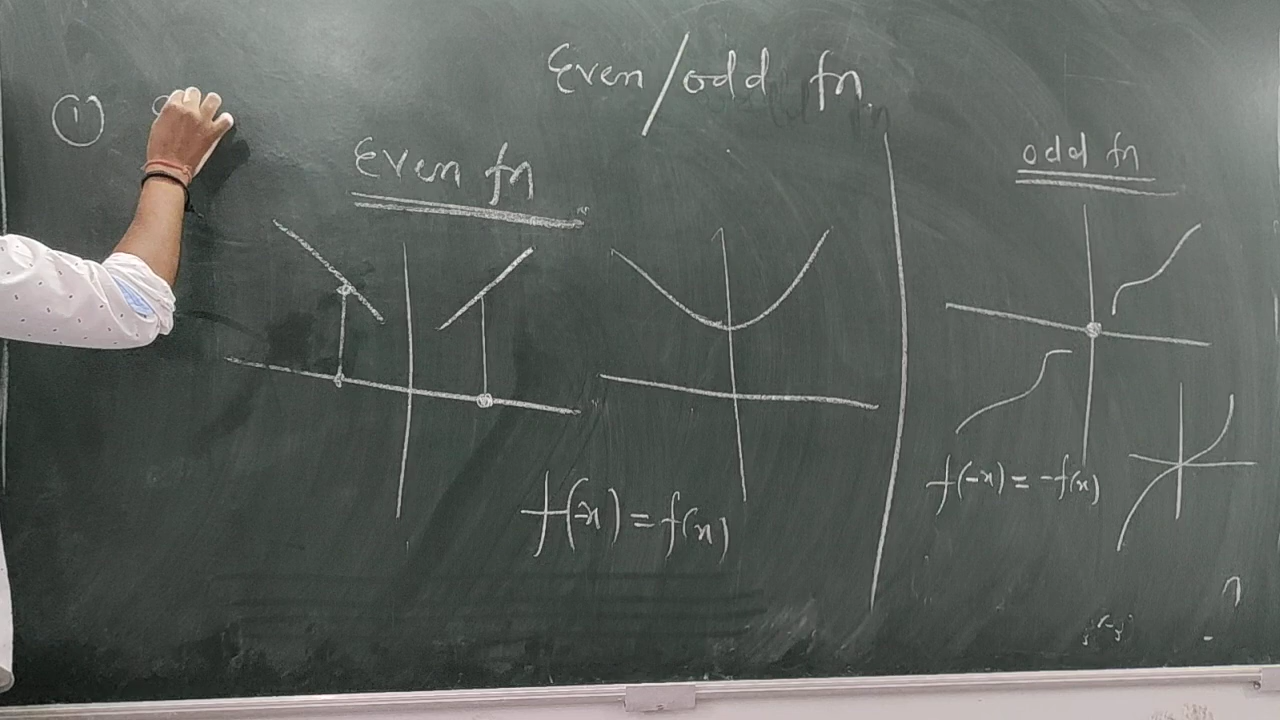 Even/odd fn.
①
Even fn
odd fn
f(-x) = f(x)
f(-x) = -f(x)